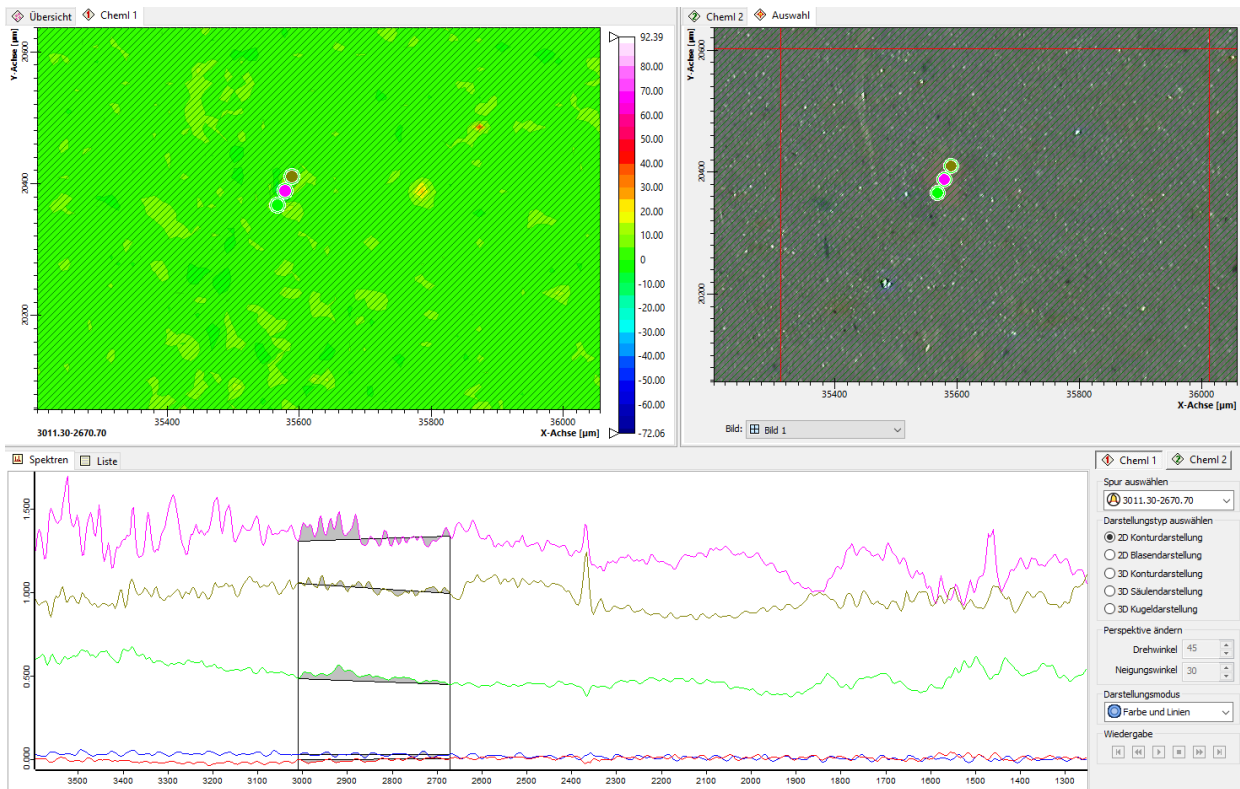 Übersicht Cheml 1
Y-Achse [µm]
20600
20400
20200
35400 35600 35800 36000
3011.30-2670.70
X-Achse [µm]
92.39
80.00
70.00
60.00
50.00
40.00
30.00
20.00
10.00
0
-10.00
-20.00
-30.00
-40.00
-50.00
-60.00
-72.06
Cheml 2 Auswahl
Y-Achse [µm]
20600
20400
20200
35400 35600 35800 36000
X-Achse [µm]
Bild: Bild 1
Spektren Liste
1.500
1.000
0.500
0.000
3500 3400 3300 3200 3100 3000 2900 2800 2700 2600 2500 2400 2300 2200 2100 2000 1900 1800 1700 1600 1500 1400 1300
Cheml 1 Cheml 2
Spur auswählen
3011.30-2670.70
Darstellungstyp auswählen
2D Konturdarstellung
2D Blasendarstellung
3D Konturdarstellung
3D Säulendarstellung
3D Kugeldarstellung
Perspektive ändern
Drehwinkel 45
Neigungswinkel 30
Darstellungsmodus
Farbe und Linien
Wiedergabe